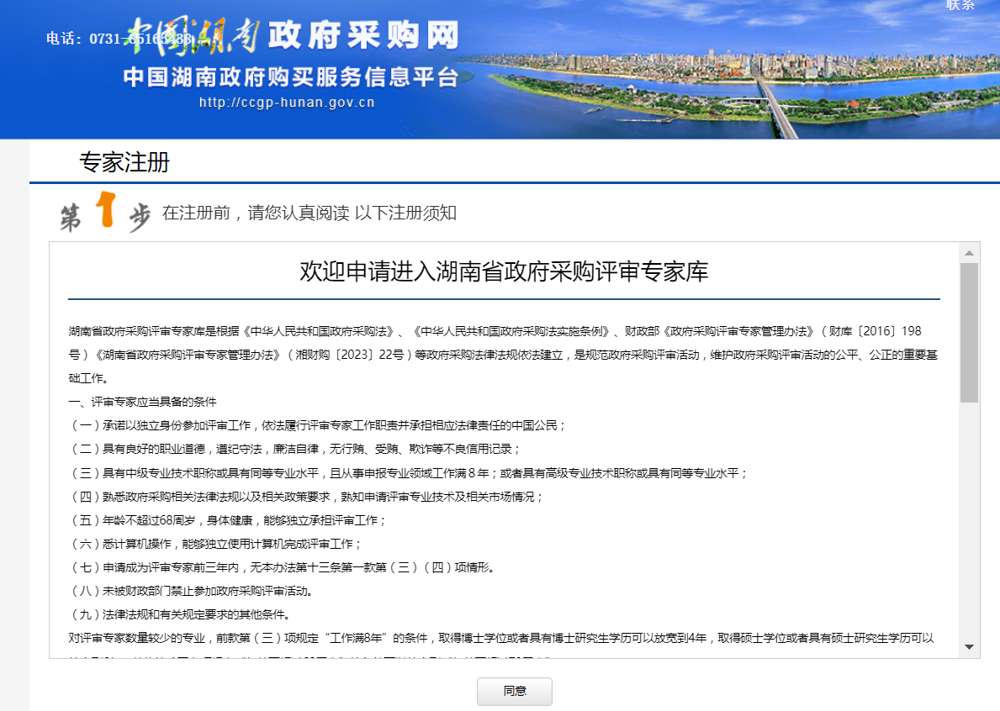 联系
电话：0731-
中国湖南 政府采购网
中国湖南政府购买服务信息平台
http://ccgp-hunan.gov.cn
专家注册
第1步 在注册前，请您认真阅读 以下注册须知
欢迎申请进入湖南省政府采购评审专家库
湖南省政府采购评审专家库是根据《中华人民共和国政府采购法》、《中华人民共和国政府采购法实施条例》、财政部《政府采购评审专家管理办法》（财库〔2016〕198
号）《湖南省政府采购评审专家管理办法》（湘财购〔2023〕22号）等政府采购法律法规依法建立，是规范政府采购评审活动，维护政府采购评审活动的公平、公正的重要基
础工作。
一、评审专家应当具备的条件
（一）承诺以独立身份参加评审工作，依法履行评审专家工作职责并承担相应法律责任的中国公民；
（二）具有良好的职业道德，遵纪守法，廉洁自律，无行贿、受贿、欺诈等不良信用记录；
（三）具有中级专业技术职称或具有同等专业水平，且从事申报专业领域工作满８年；或者具有高级专业技术职称或具有同等专业水平；
（四）熟悉政府采购相关法律法规以及相关政策要求，熟知申请评审专业技术及相关市场情况；
（五）年龄不超过68周岁，身体健康，能够独立承担评审工作；
（六）悉计算机操作，能够独立使用计算机完成评审工作；
（七）申请成为评审专家前三年内，无本办法第十三条第一款第（三）（四）项情形。
（八）未被财政部门禁止参加政府采购评审活动。
（九）法律法规和有关规定要求的其他条件。
对评审专家数量较少的专业，前款第（三）项规定“工作满8年”的条件，取得博士学位或者具有博士研究生学历可以放宽到4年，取得硕士学位或者具有硕士研究生学历可以
同意